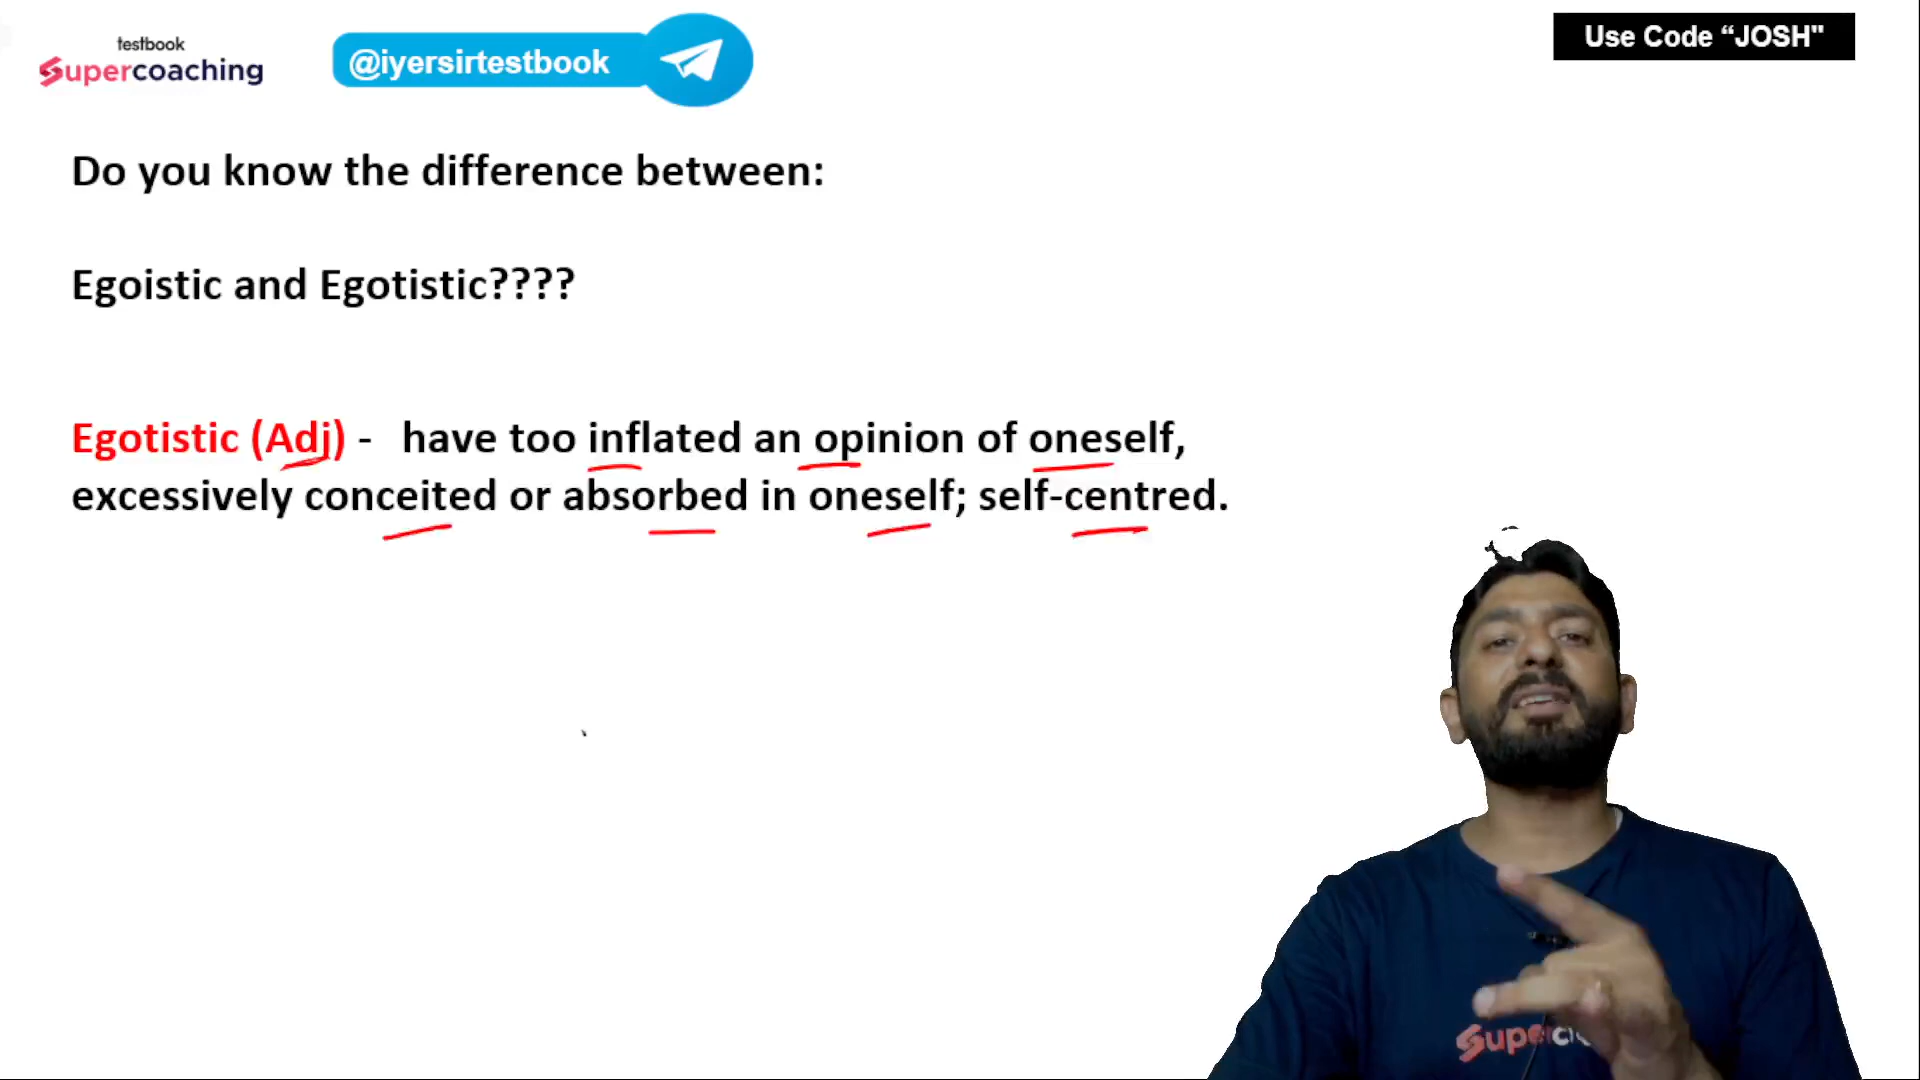 testbook
Supercoaching
@iyersirtestbook
Use Code “JOSH"
Do you know the difference between:
Egoistic and Egotistic????
Egotistic (Adj) - have too inflated an opinion of oneself,
excessively conceited or absorbed in oneself; self-centred.